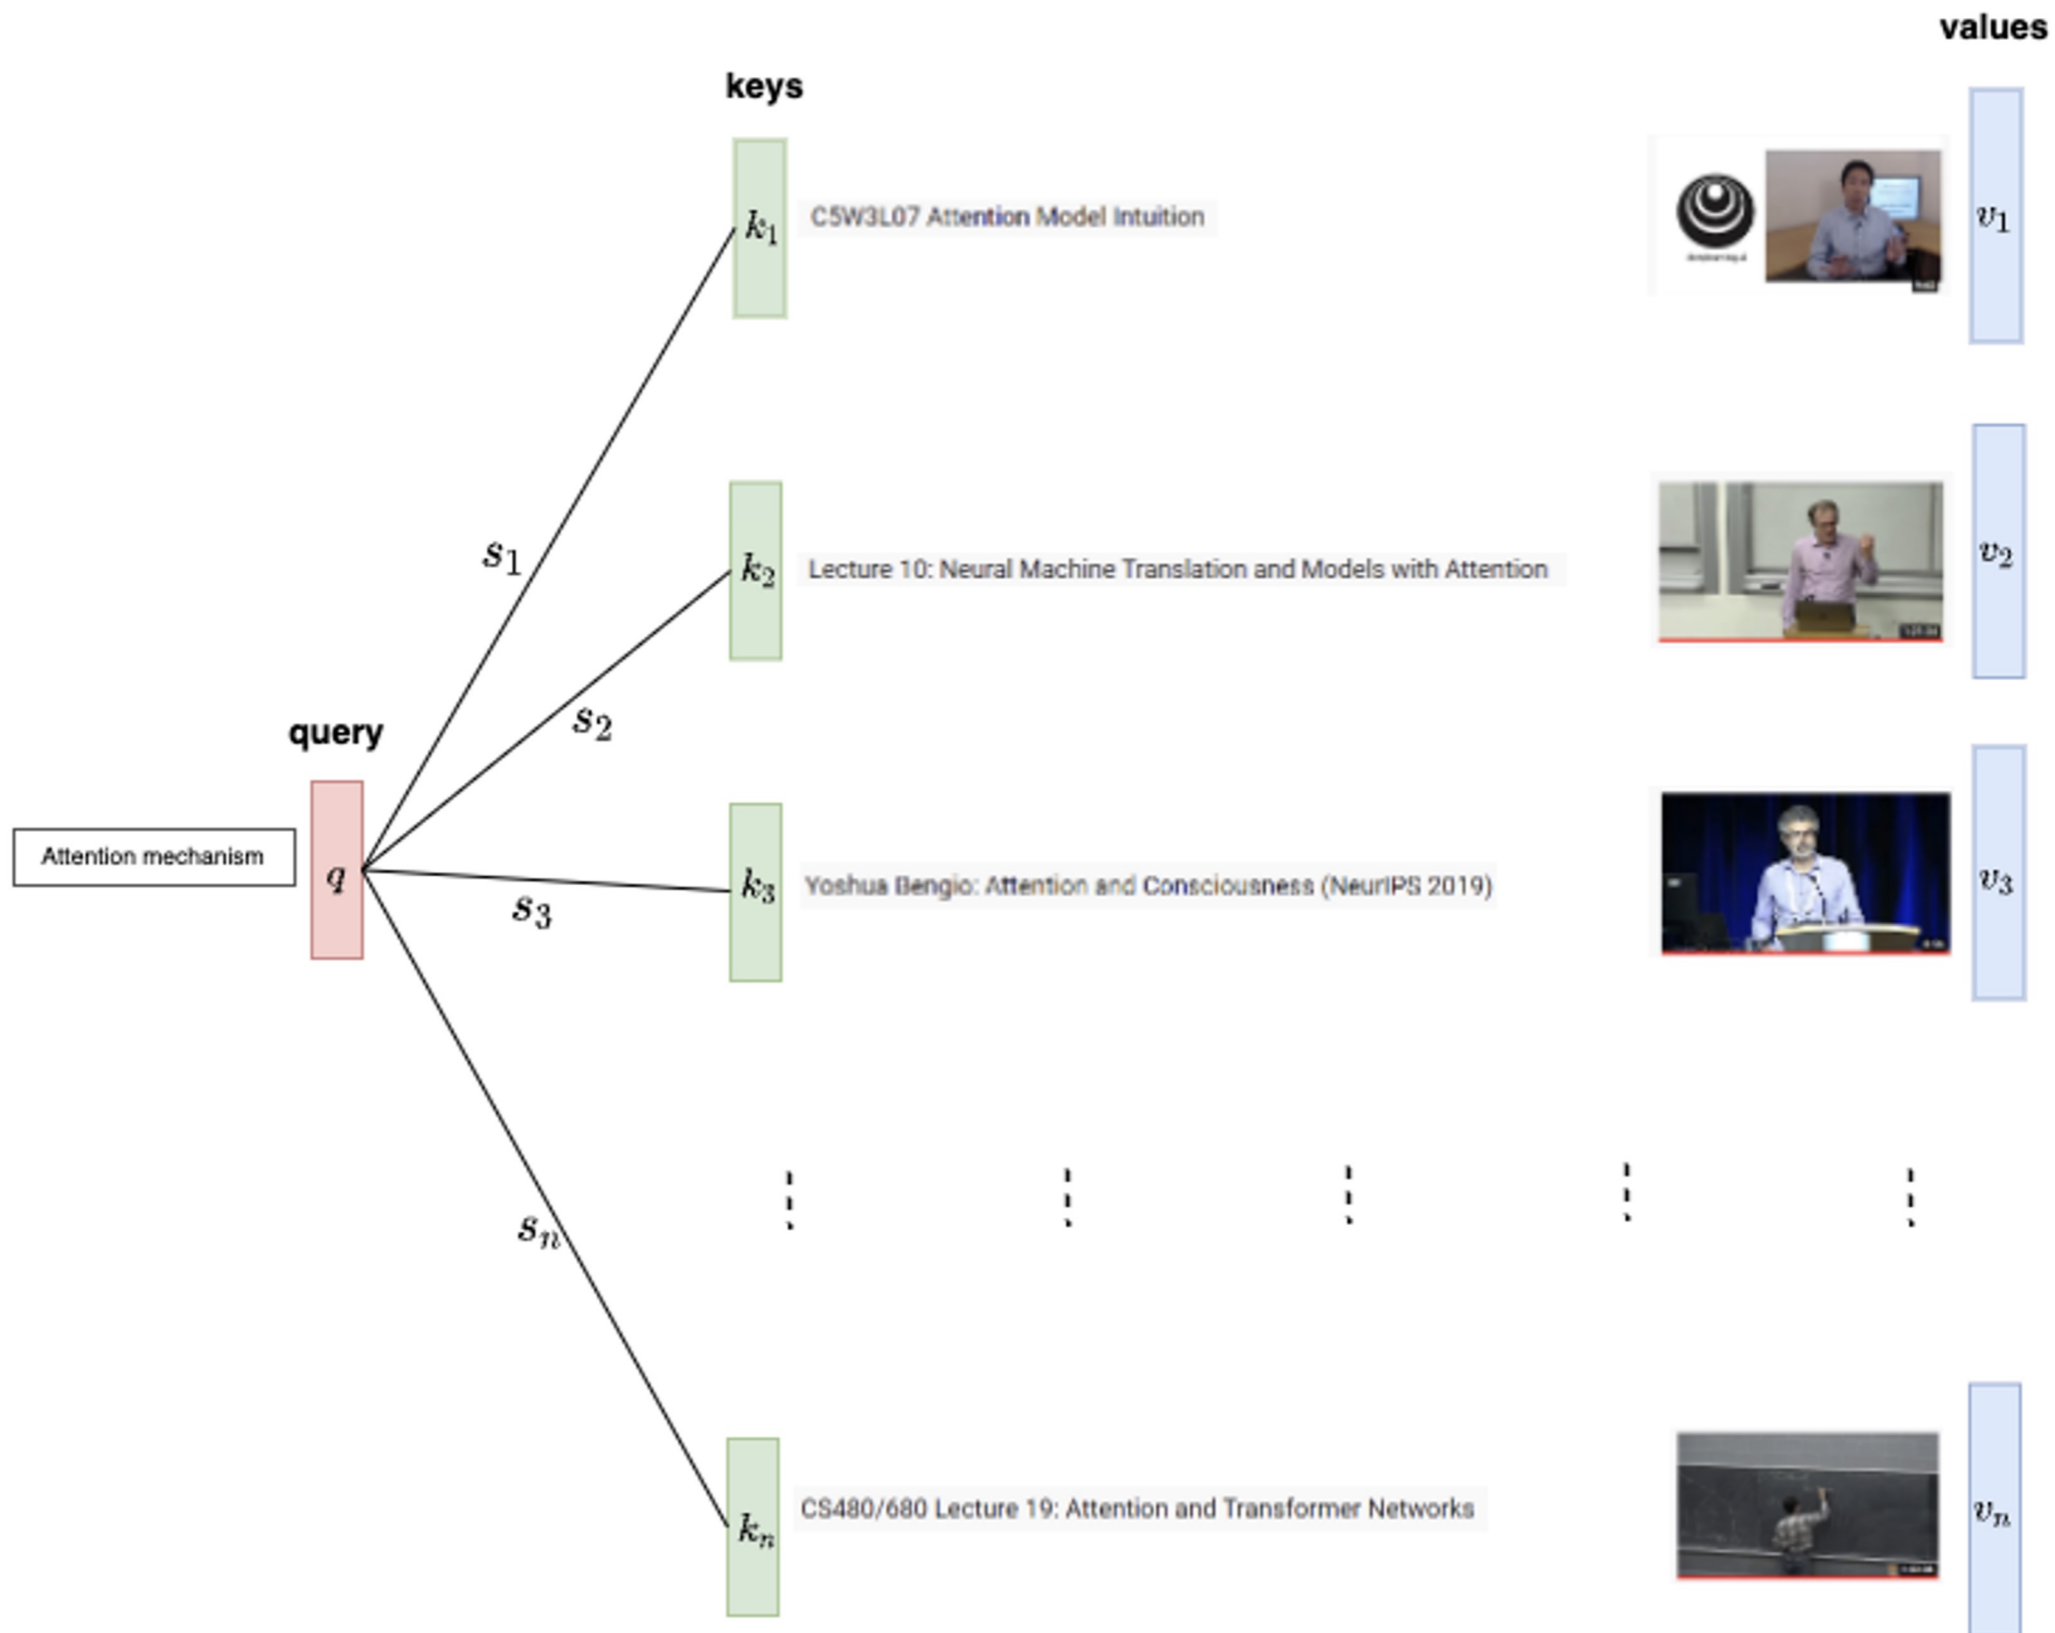 values
keys
k1
C5W3L07 Attention Model Intuition
v1
s1
k2
Lecture 10: Neural Machine Translation and Models with Attention
v2
s2
query
Attention mechanism
q
k3
Yoshua Bengio: Attention and Consciousness (NeurIPS 2019)
v3
s3
sn
kn
CS480/680 Lecture 19: Attention and Transformer Networks
vn